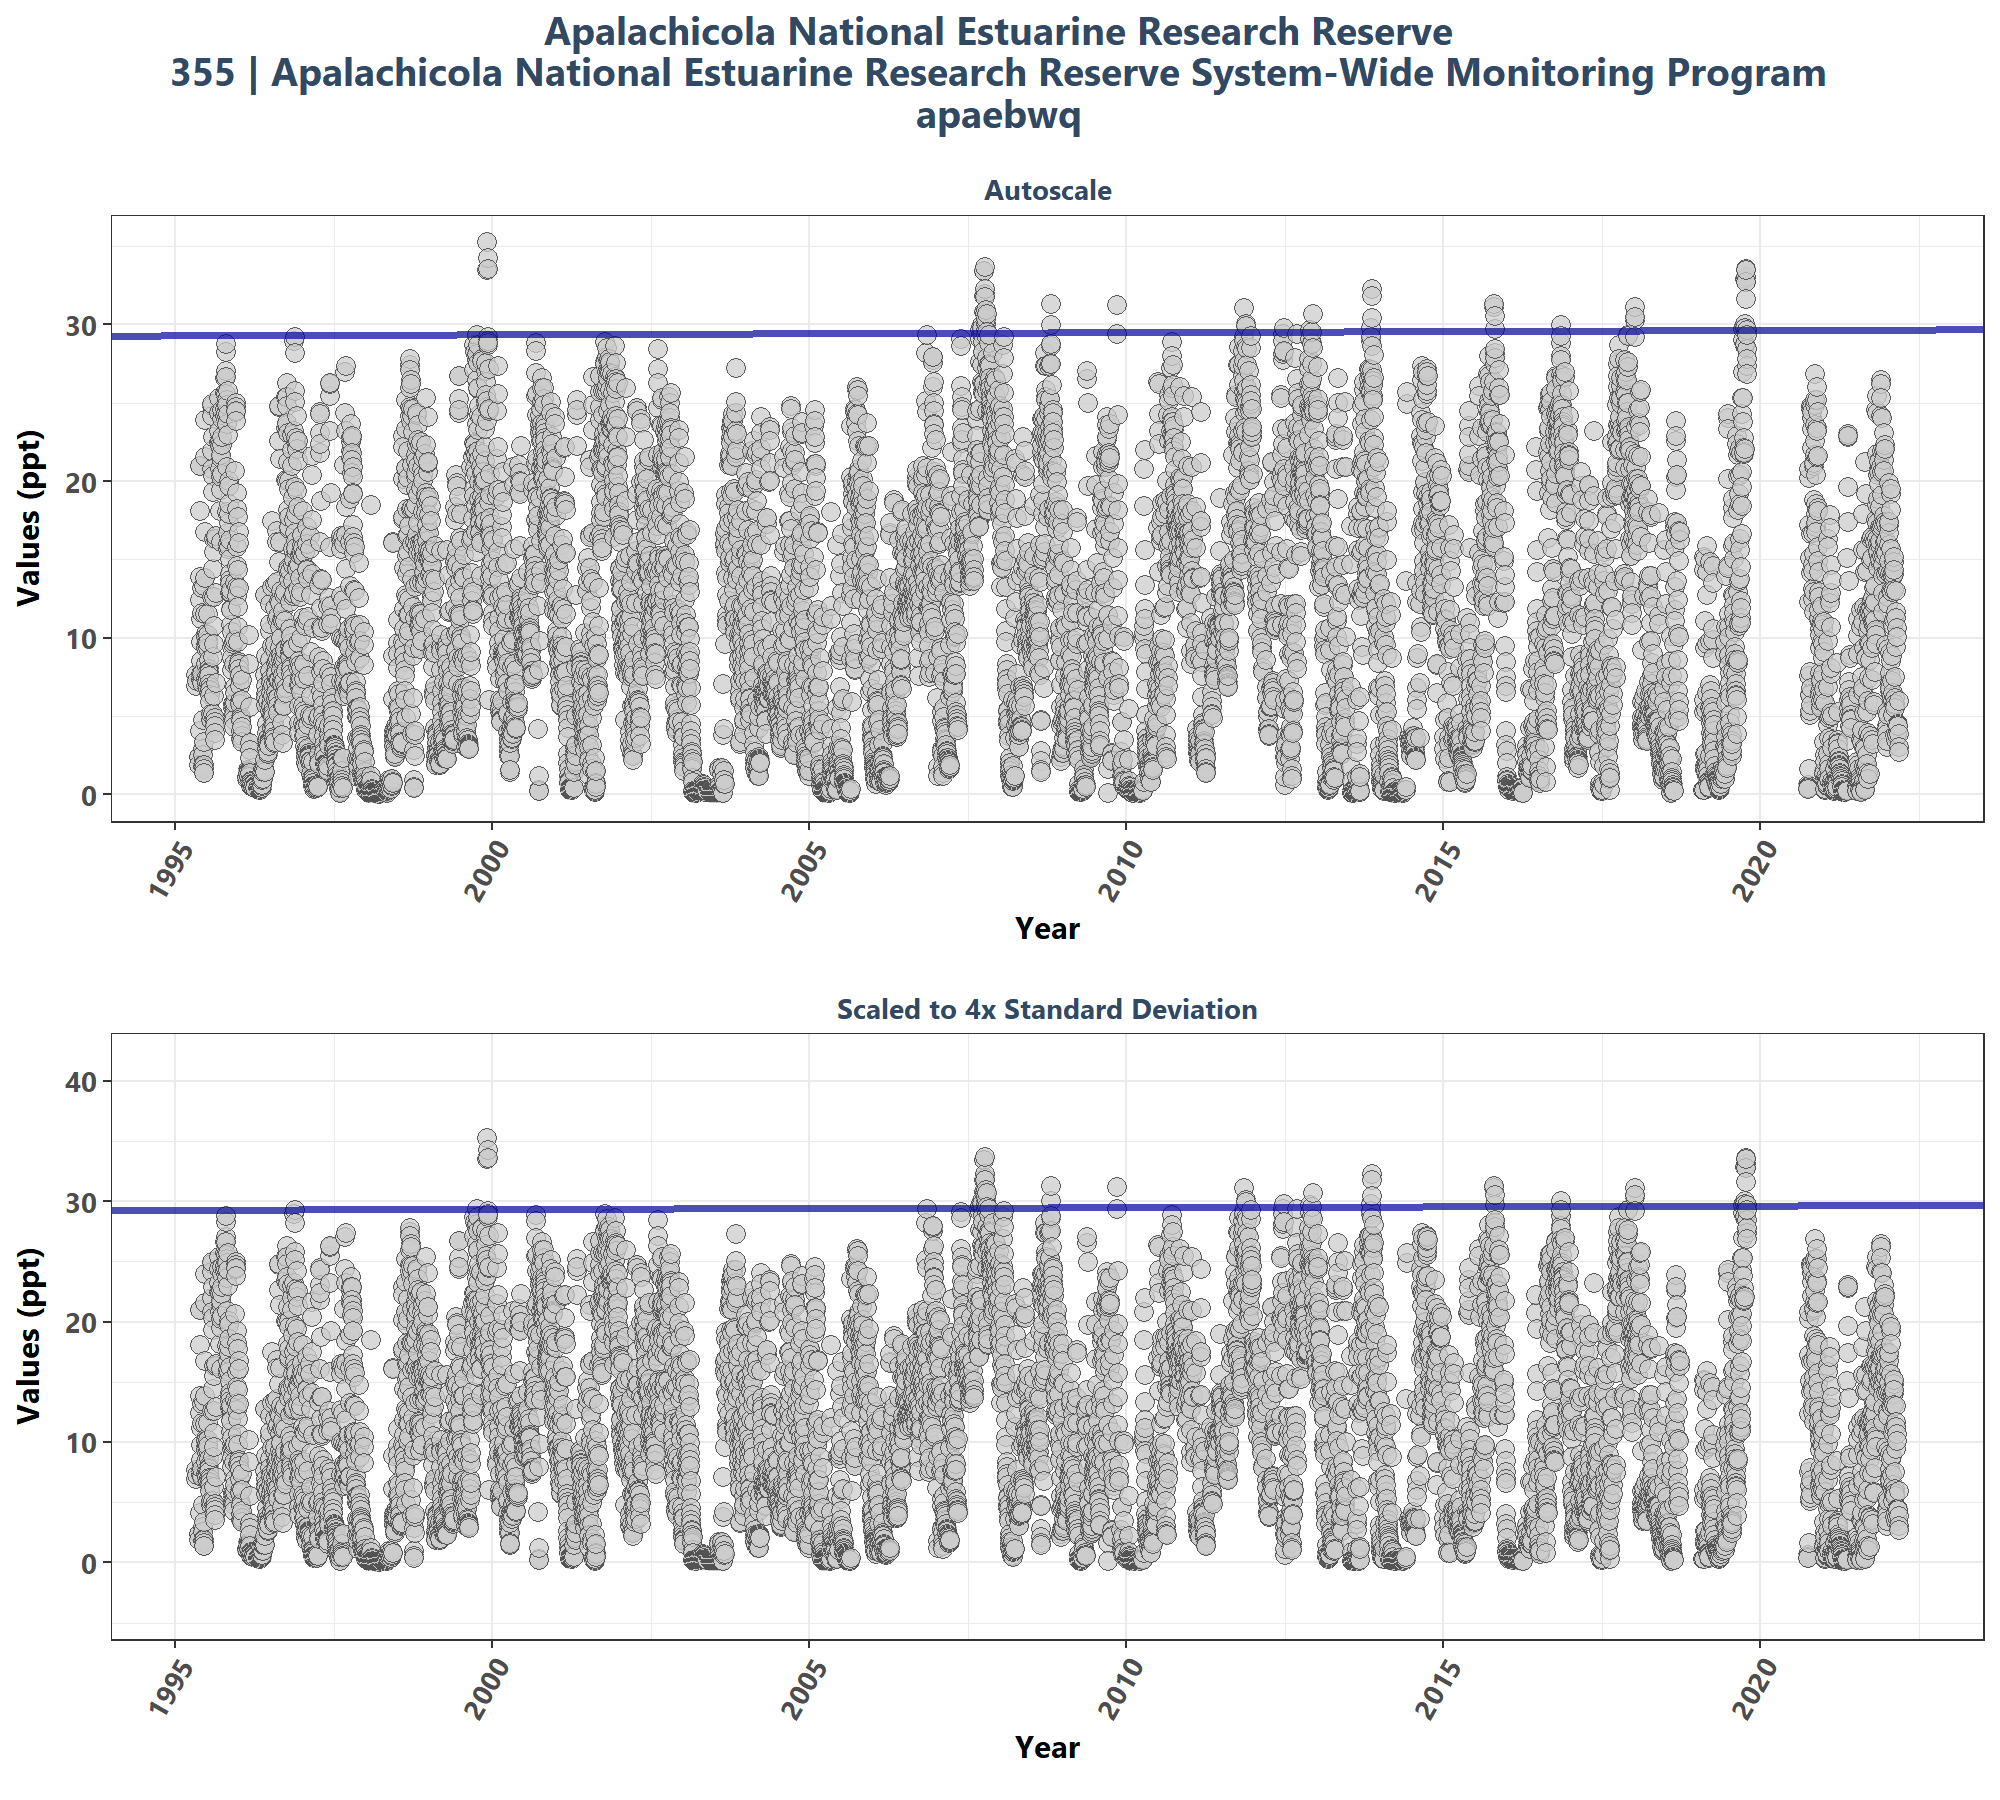 Apalachicola National Estuarine Research Reserve
355 | Apalachicola National Estuarine Research Reserve System-Wide Monitoring Program
apaebwq
Autoscale
Values (ppt)
30
20
10
0
1995
2000
2005
2010
2015
2020
Year
Scaled to 4x Standard Deviation
Values (ppt)
40
30
20
10
0
1995
2000
2005
2010
2015
2020
Year